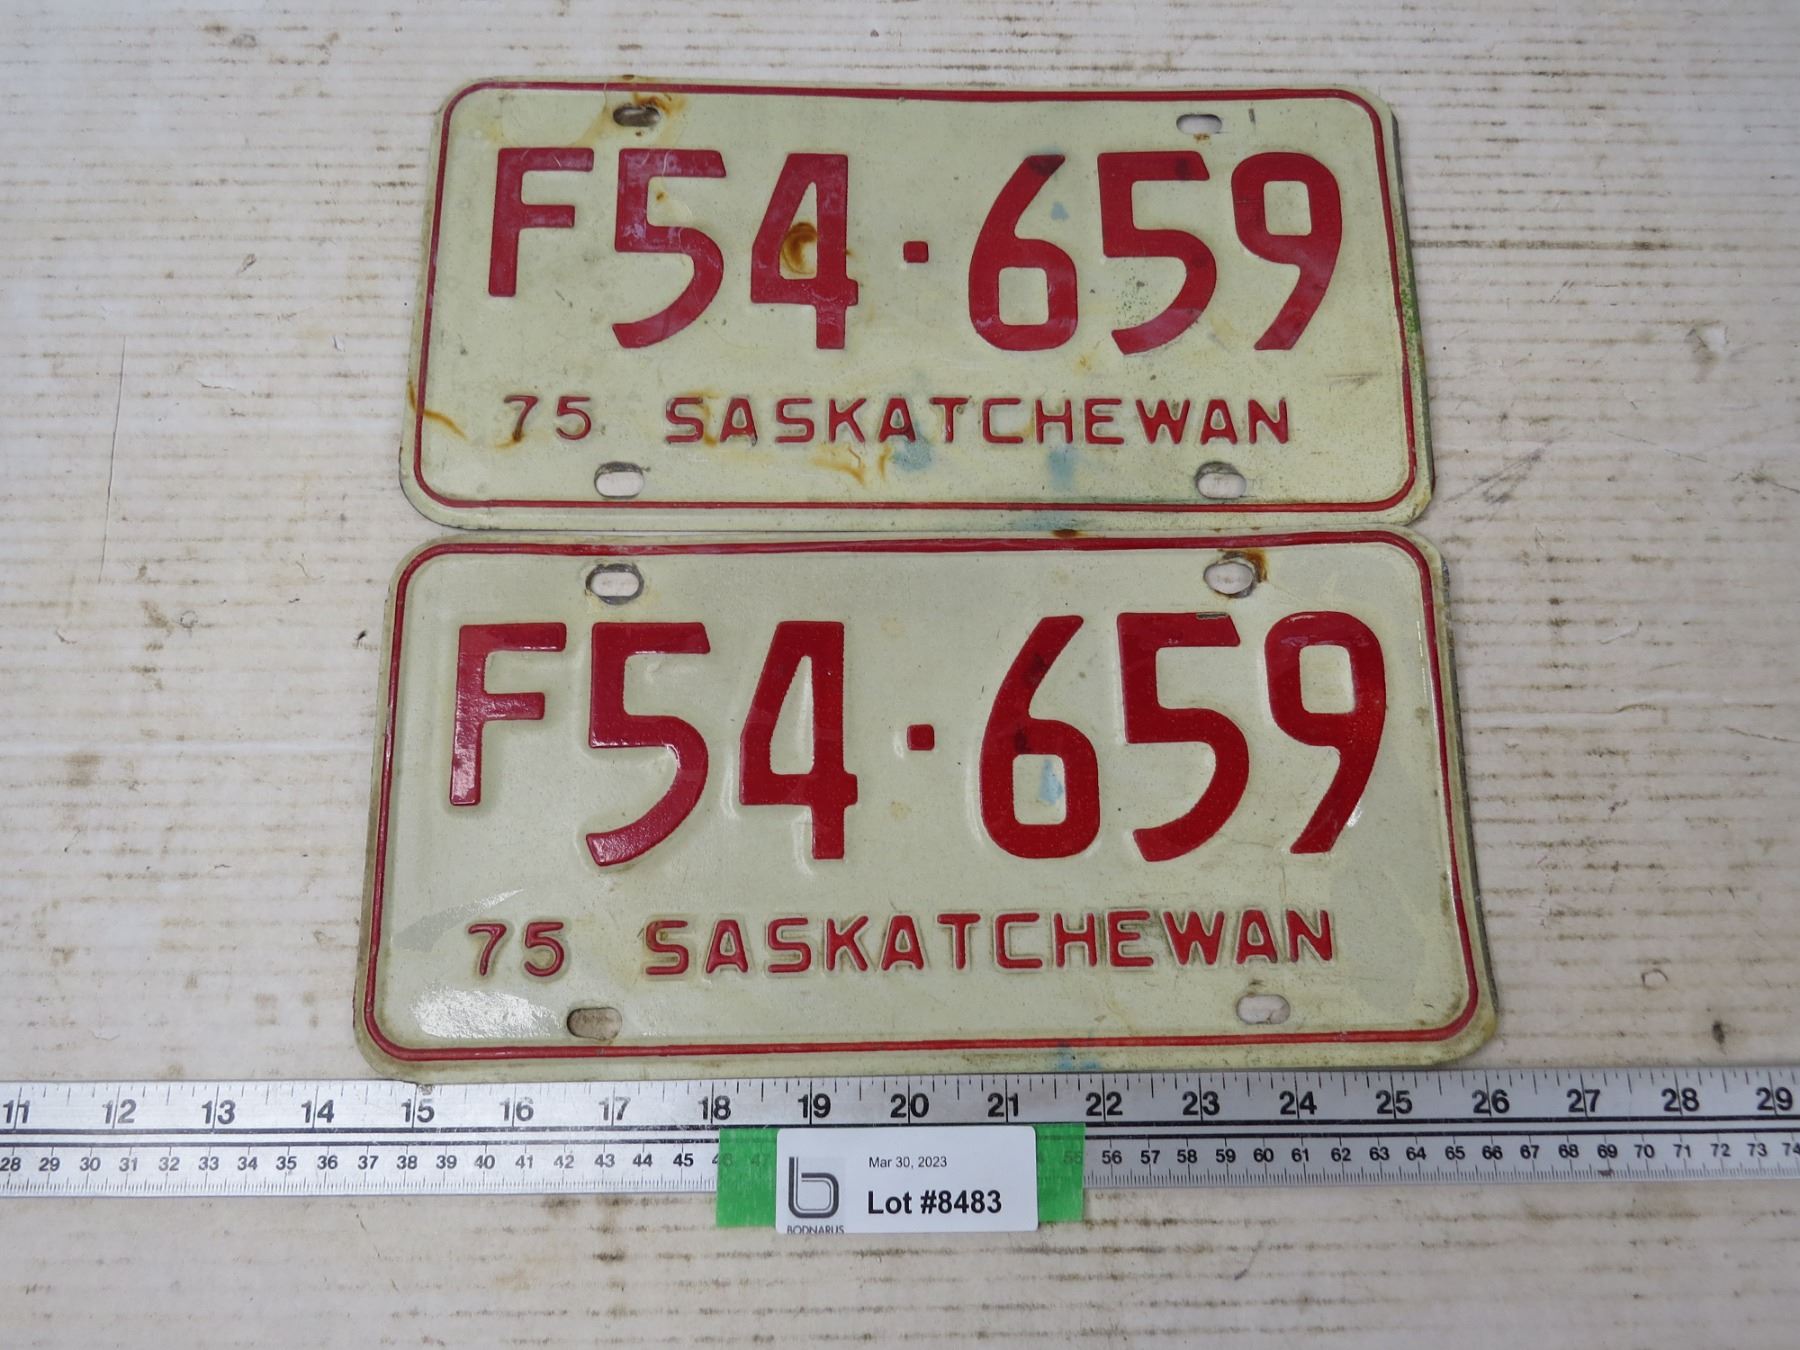 F54·659
75 SASKATCHEWAN
F54·659
75 SASKATCHEWAN
11 12 13 14 15 16 17 18 19 20 21 22 23 24 25 26 27 28 29
28 29 30 31 32 33 34 35 36 37 38 39 40 41 42 43 44 45 46 47 55 56 57 58 59 60 61 62 63 64 65 66 67 68 69 70 71 72 73 74
Mar 30, 2023
Lot #8483
BODNARUS